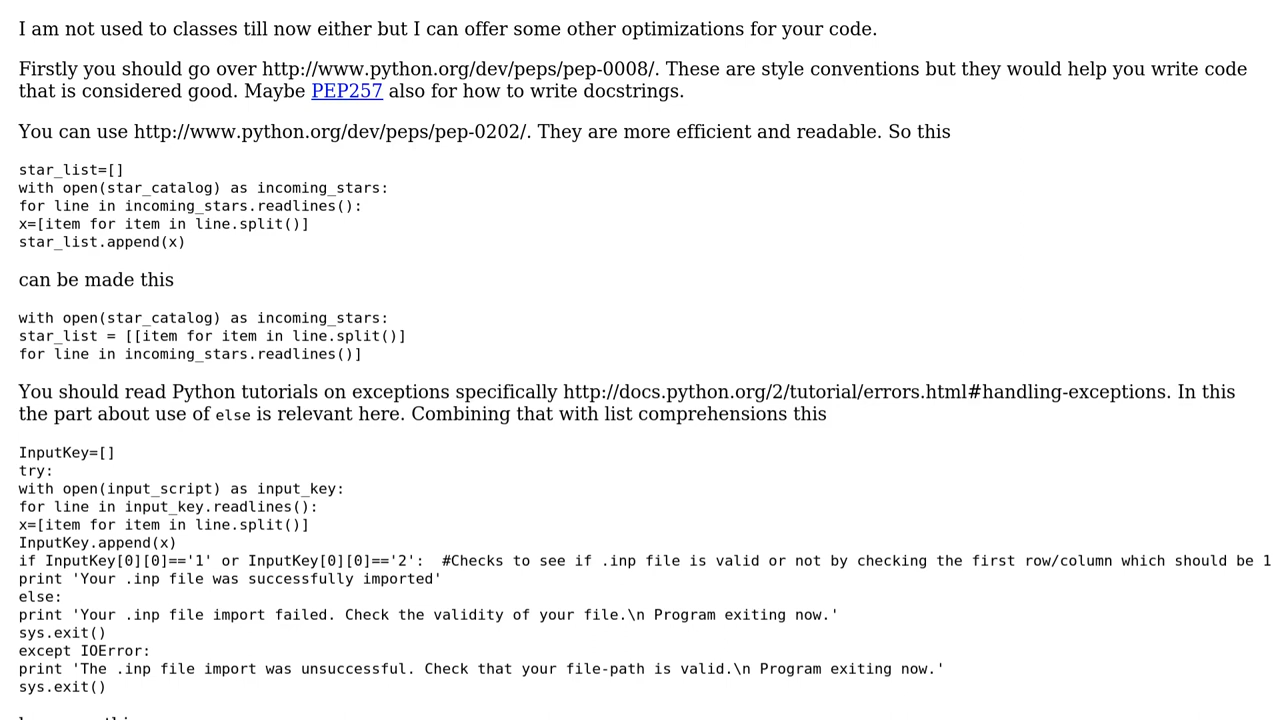 I am not used to classes till now either but I can offer some other optimizations for your code.
Firstly you should go over http://www.python.org/dev/peps/pep-0008/. These are style conventions but they would help you write code
that is considered good. Maybe PEP257 also for how to write docstrings.
You can use http://www.python.org/dev/peps/pep-0202/. They are more efficient and readable. So this
star_list=[]
with open(star_catalog) as incoming_stars:
for line in incoming_stars.readlines():
x=[item for item in line.split()]
star_list.append(x)
can be made this
with open(star_catalog) as incoming_stars:
star_list = [[item for item in line.split()]
for line in incoming_stars.readlines()]
You should read Python tutorials on exceptions specifically http://docs.python.org/2/tutorial/errors.html#handling-exceptions. In this
the part about use of else is relevant here. Combining that with list comprehensions this
InputKey=[]
try:
with open(input_script) as input_key:
for line in input_key.readlines():
x=[item for item in line.split()]
InputKey.append(x)
if InputKey[0][0]=='1' or InputKey[0][0]=='2':  #Checks to see if .inp file is valid or not by checking the first row/column which should be 1
print 'Your .inp file was successfully imported'
else:
print 'Your .inp file import failed. Check the validity of your file.\n Program exiting now.'
sys.exit()
except IOError:
print 'The .inp file import was unsuccessful. Check that your file-path is valid.\n Program exiting now.'
sys.exit()